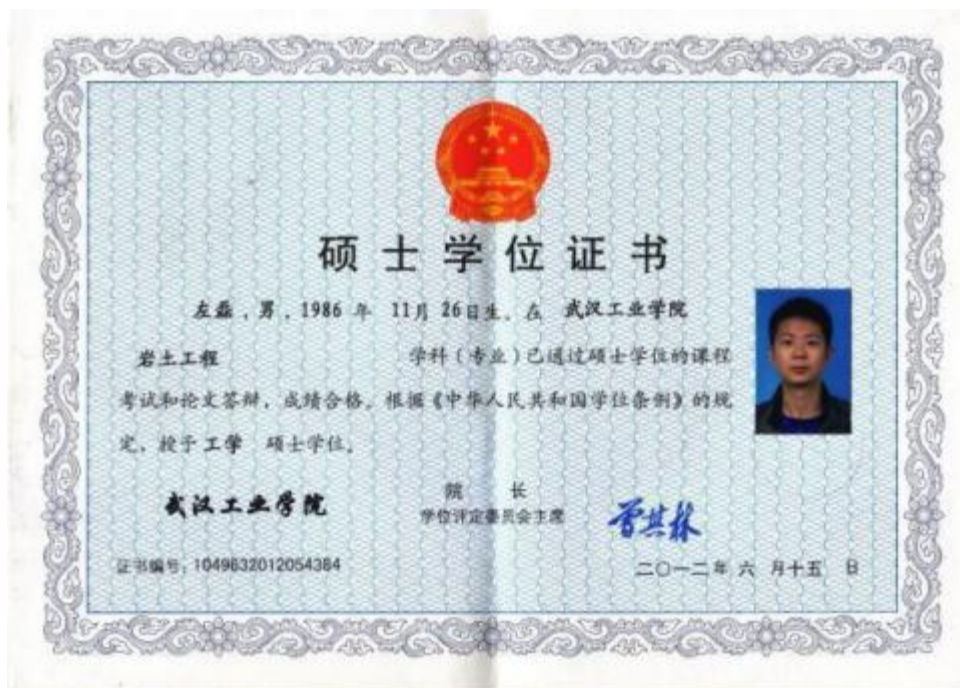 硕士学位证书
左磊，男，1986 年 11月 26日生。在 武汉工业学院
岩土工程 学科（专业）已通过硕士学位的课程
考试和论文答辩，成绩合格。根据《中华人民共和国学位条例》的规
定，授予 工学 硕士学位。
武汉工业学院
院 长
学位评定委员会主席
曾其林
证书编号：1049632012054384
二〇一二年 六 月十五 日